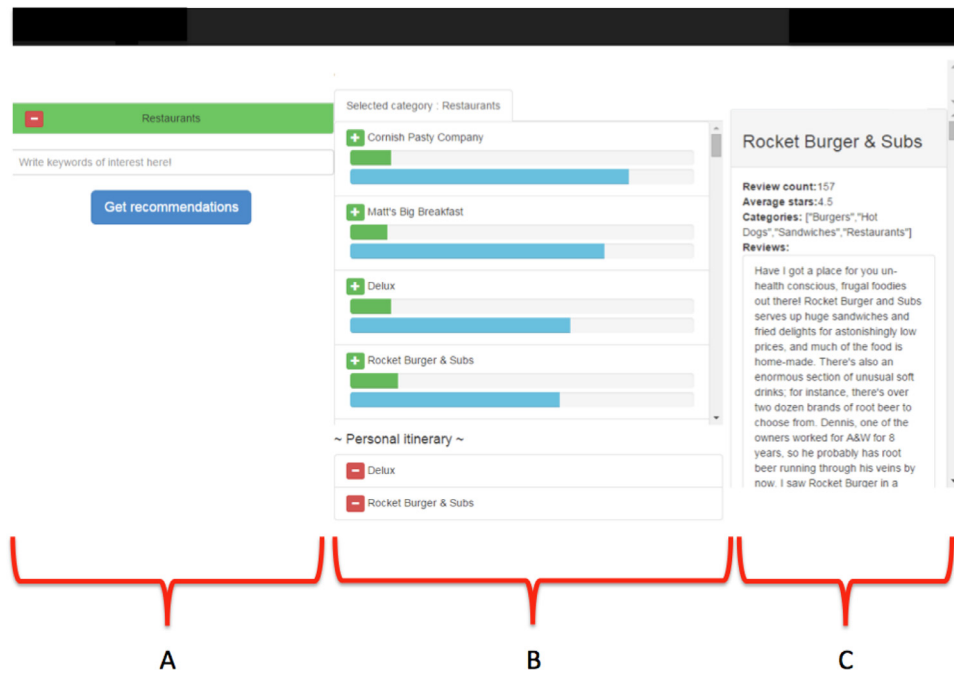 Restaurants
Write keywords of interest here!
Get recommendations
Selected category : Restaurants
Cornish Pasty Company
Matt's Big Breakfast
Delux
Rocket Burger & Subs
~ Personal itinerary ~
Delux
Rocket Burger & Subs
Rocket Burger & Subs
Review count:157
Average stars:4.5
Categories: ["Burgers","Hot
Dogs","Sandwiches","Restaurants"]
Reviews:
Have I got a place for you un-
health conscious, frugal foodies
out there! Rocket Burger and Subs
serves up huge sandwiches and
fried delights for astonishingly low
prices, and much of the food is
home-made. There's also an
enormous section of unusual soft
drinks; for instance, there's over
two dozen brands of root beer to
choose from. Dennis, one of the
owners worked for A&W for 8
years, so he probably has root
beer running through his veins by
now. I saw Rocket Burger in a
A
B
C